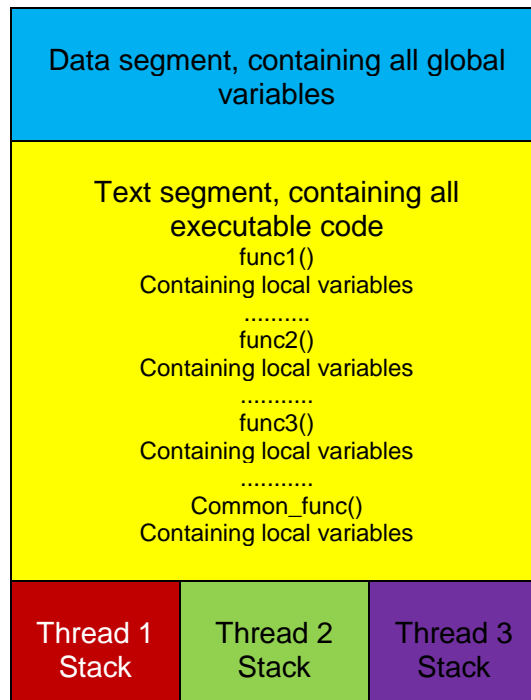 Data segment, containing all global
variables
Text segment, containing all
executable code
func1()
Containing local variables
..........
func2()
Containing local variables
...........
func3()
Containing local variables
...........
Common_func()
Containing local variables
Thread 1
Stack
Thread 2
Stack
Thread 3
Stack